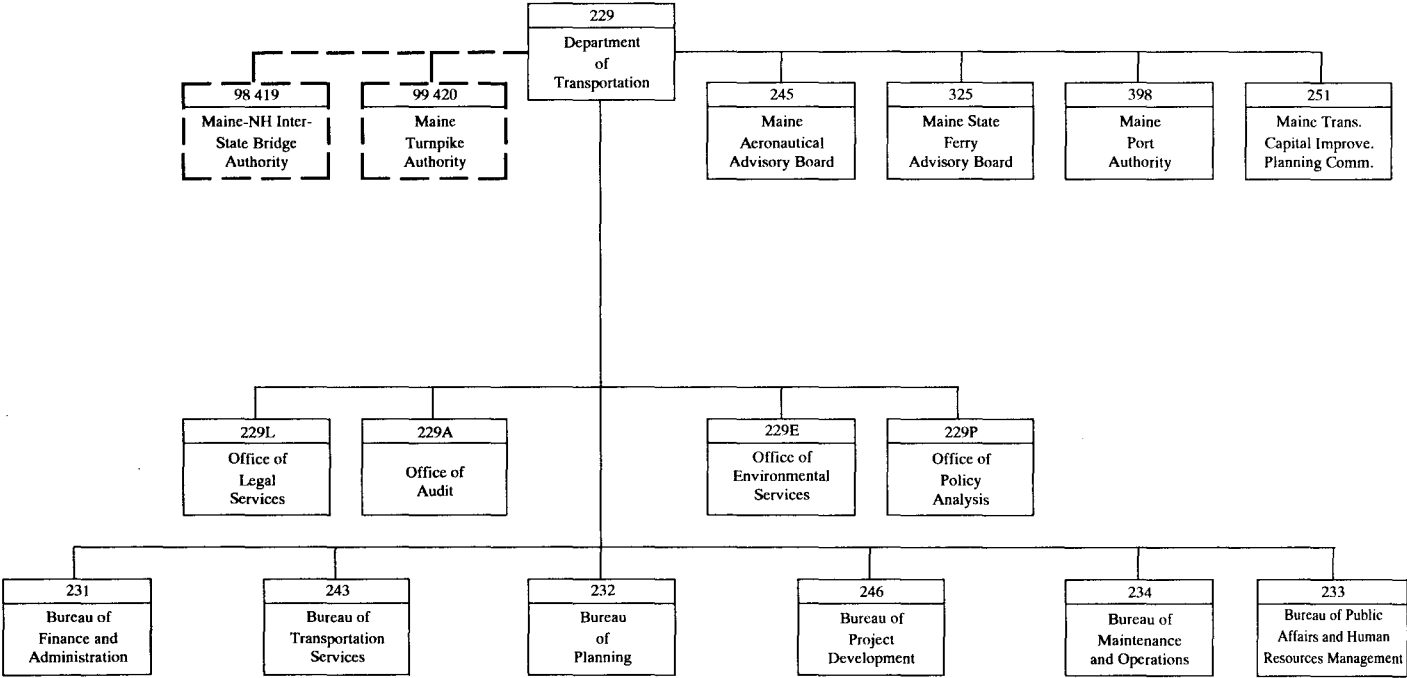 229
Department
of
Transportation
98 419
Maine-NH Inter-
State Bridge
Authority
99 420
Maine
Turnpike
Authority
245
Maine
Aeronautical
Advisory Board
325
Maine State
Ferry
Advisory Board
398
Maine
Port
Authority
251
Maine Trans.
Capital Improve.
Planning Comm.
229L
Office of
Legal
Services
229A
Office of
Audit
229E
Office of
Environmental
Services
229P
Office of
Policy
Analysis
231
Bureau of
Finance and
Administration
243
Bureau of
Transportation
Services
232
Bureau
of
Planning
246
Bureau of
Project
Development
234
Bureau of
Maintenance
and Operations
233
Bureau of Public
Affairs and Human
Resources Management